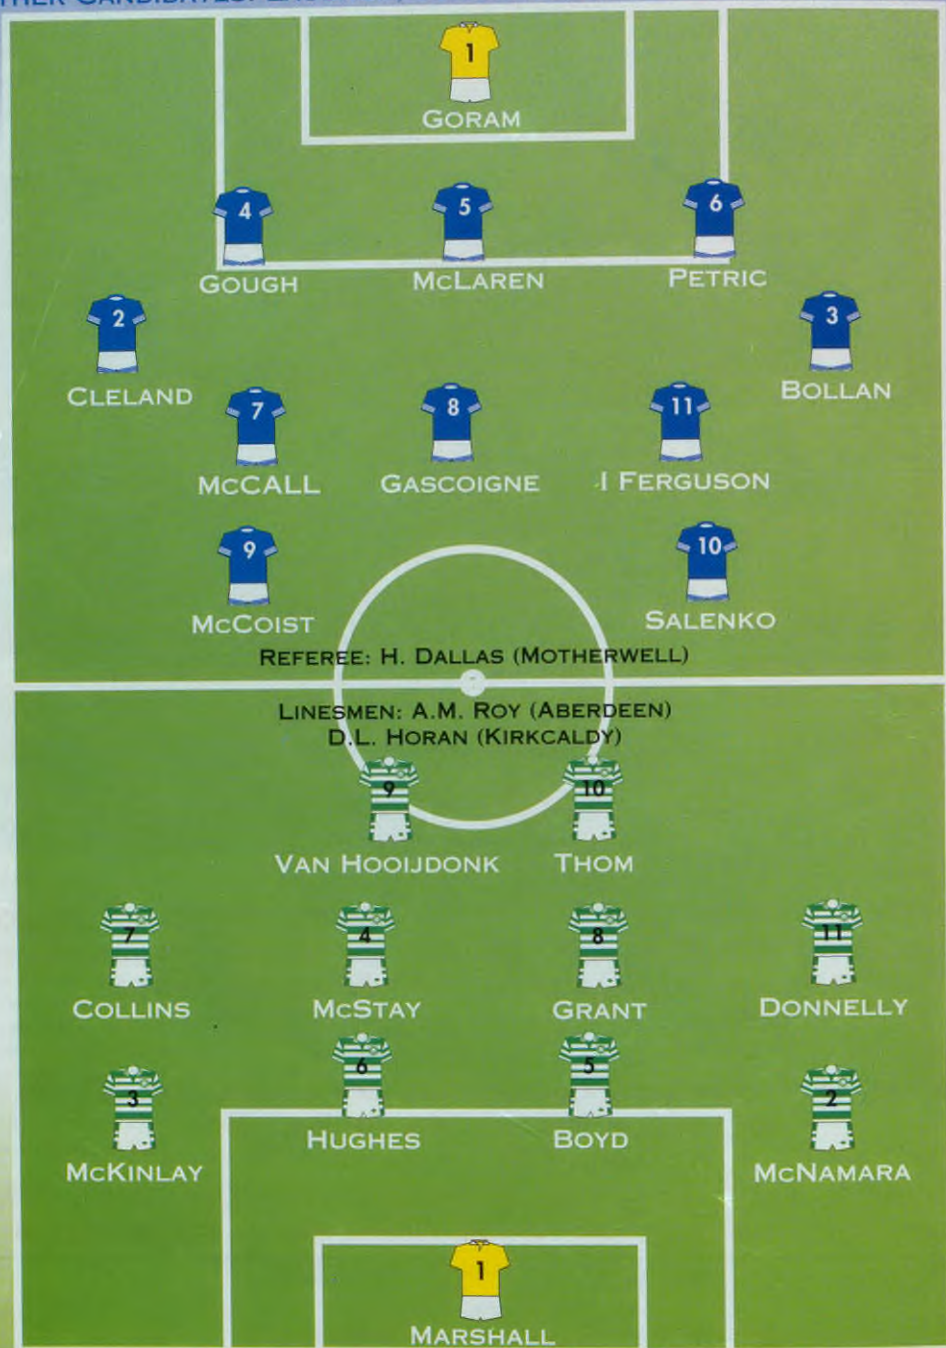 1
GORAM
4 5 6
GOUGH MCLAREN PETRIC
2 3
CLELAND BOLLAN
7 8 11
MCCALL GASCOIGNE I FERGUSON
9 10
MCCOIST SALENKO
REFEREE: H. DALLAS (MOTHERWELL)
LINESMEN: A.M. ROY (ABERDEEN)
D.L. HORAN (KIRKCALDY)
9 10
VAN HOOIJDONK THOM
7 4 8 11
COLLINS MCSTAY GRANT DONNELLY
6 5
HUGHES BOYD
3 2
MCKINLAY MCNAMARA
1
MARSHALL